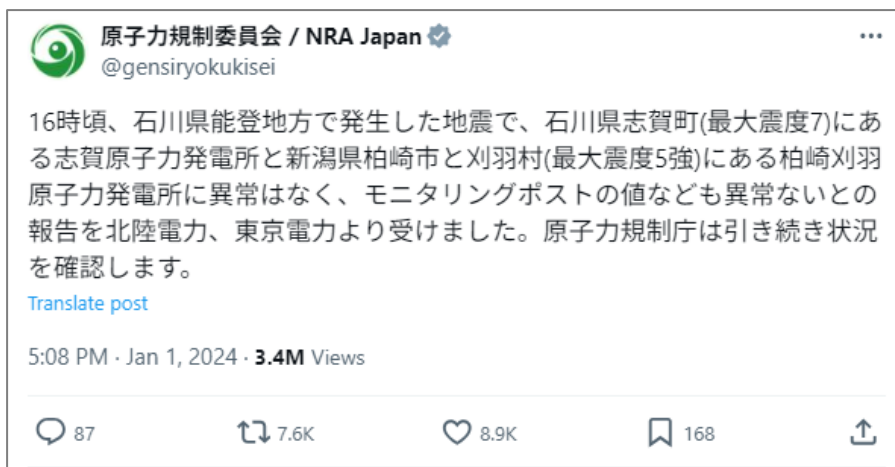 原子力規制委員会 / NRA Japan
@gensiryokukisei
16時頃、石川県能登地方で発生した地震で、石川県志賀町(最大震度7)にあ
る志賀原子力発電所と新潟県柏崎市と刈羽村(最大震度5強)にある柏崎刈羽
原子力発電所に異常はなく、モニタリングポストの値なども異常ないとの
報告を北陸電力、東京電力より受けました。原子力規制庁は引き続き状況
を確認します。
Translate post
5:08 PM · Jan 1, 2024 · 3.4M Views
87 7.6K 8.9K 168